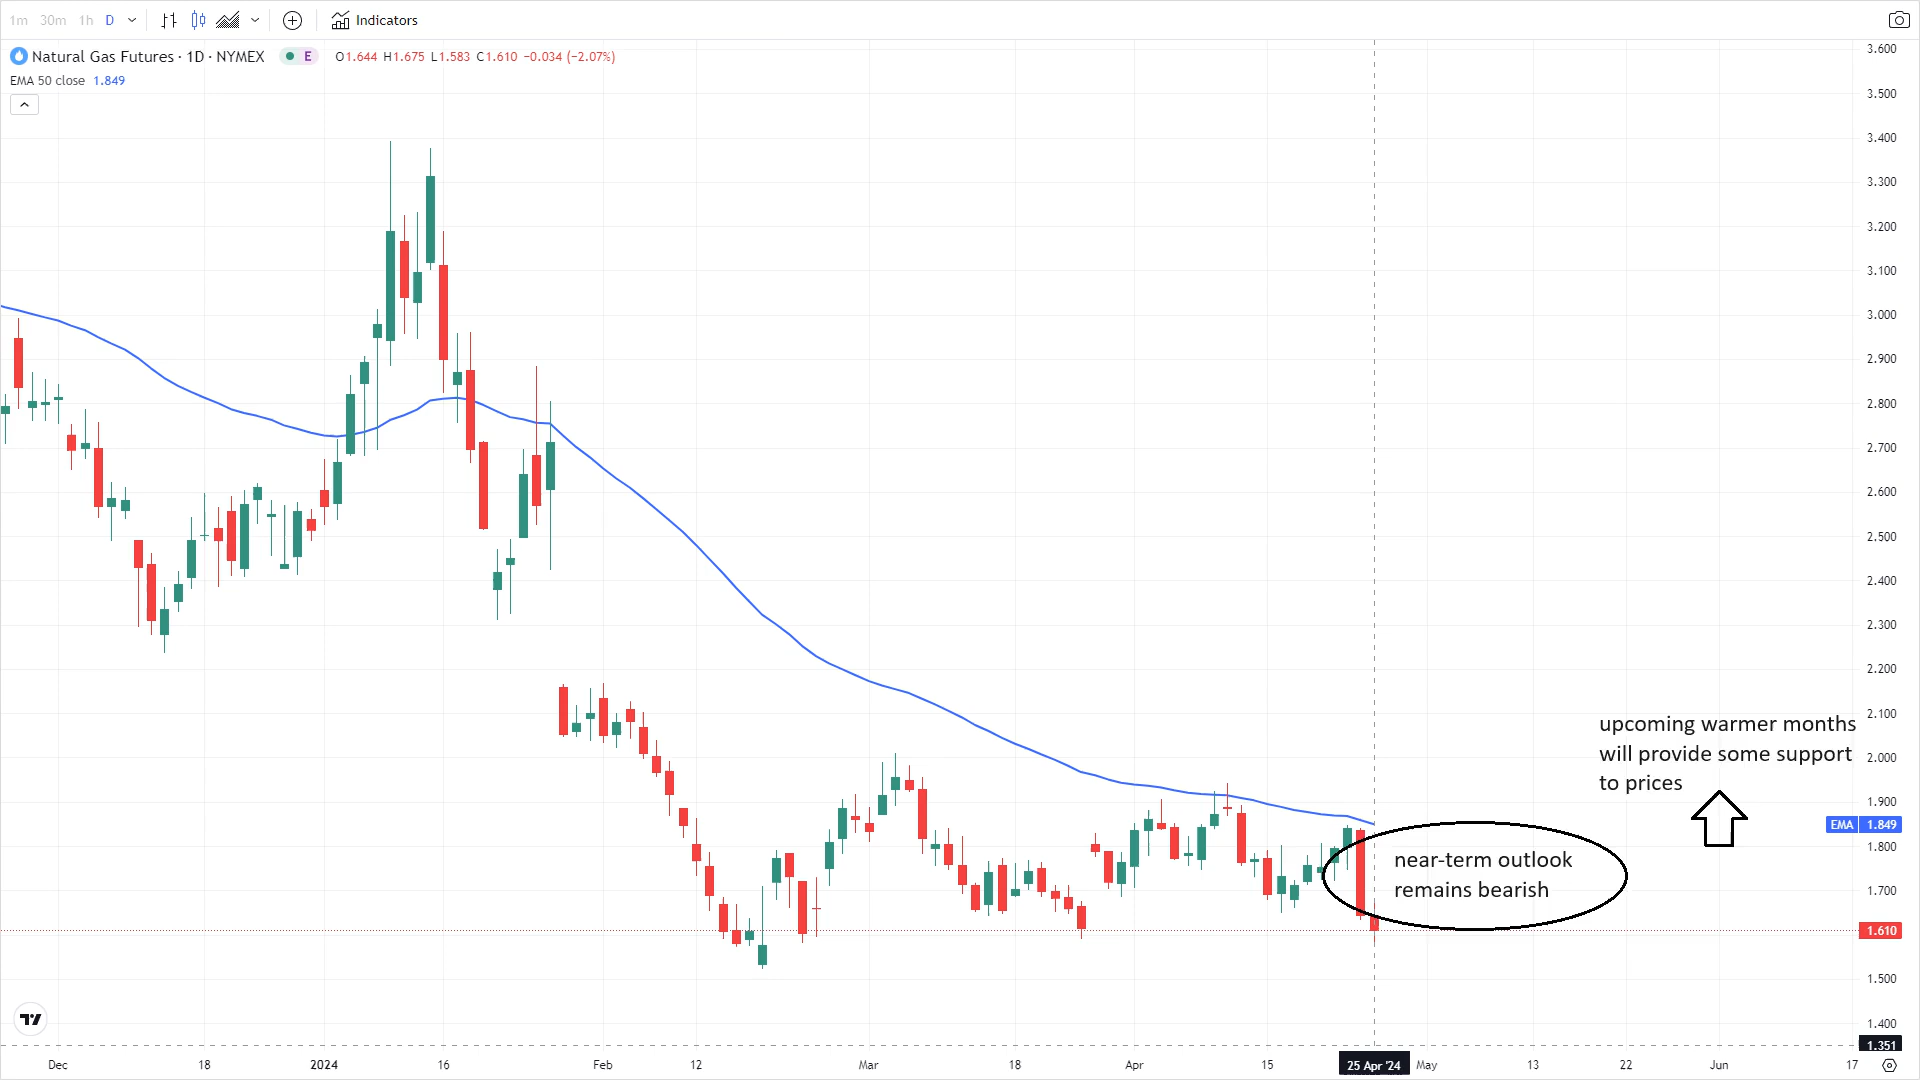 1m 30m 1h D Indicators
Natural Gas Futures · 1D · NYMEX E O1.644 H1.675 L1.583 C1.610 −0.034 (−2.07%)
EMA 50 close 1.849
3.600
3.500
3.400
3.300
3.200
3.100
3.000
2.900
2.800
2.700
2.600
2.500
2.400
2.300
2.200
2.100
2.000
1.900
EMA 1.849
1.800
1.700
1.610
1.500
1.400
1.351
upcoming warmer months
will provide some support
to prices
near-term outlook
remains bearish
Dec 18 2024 16 Feb 12 Mar 18 Apr 15 25 Apr '24 May 13 22 Jun 17